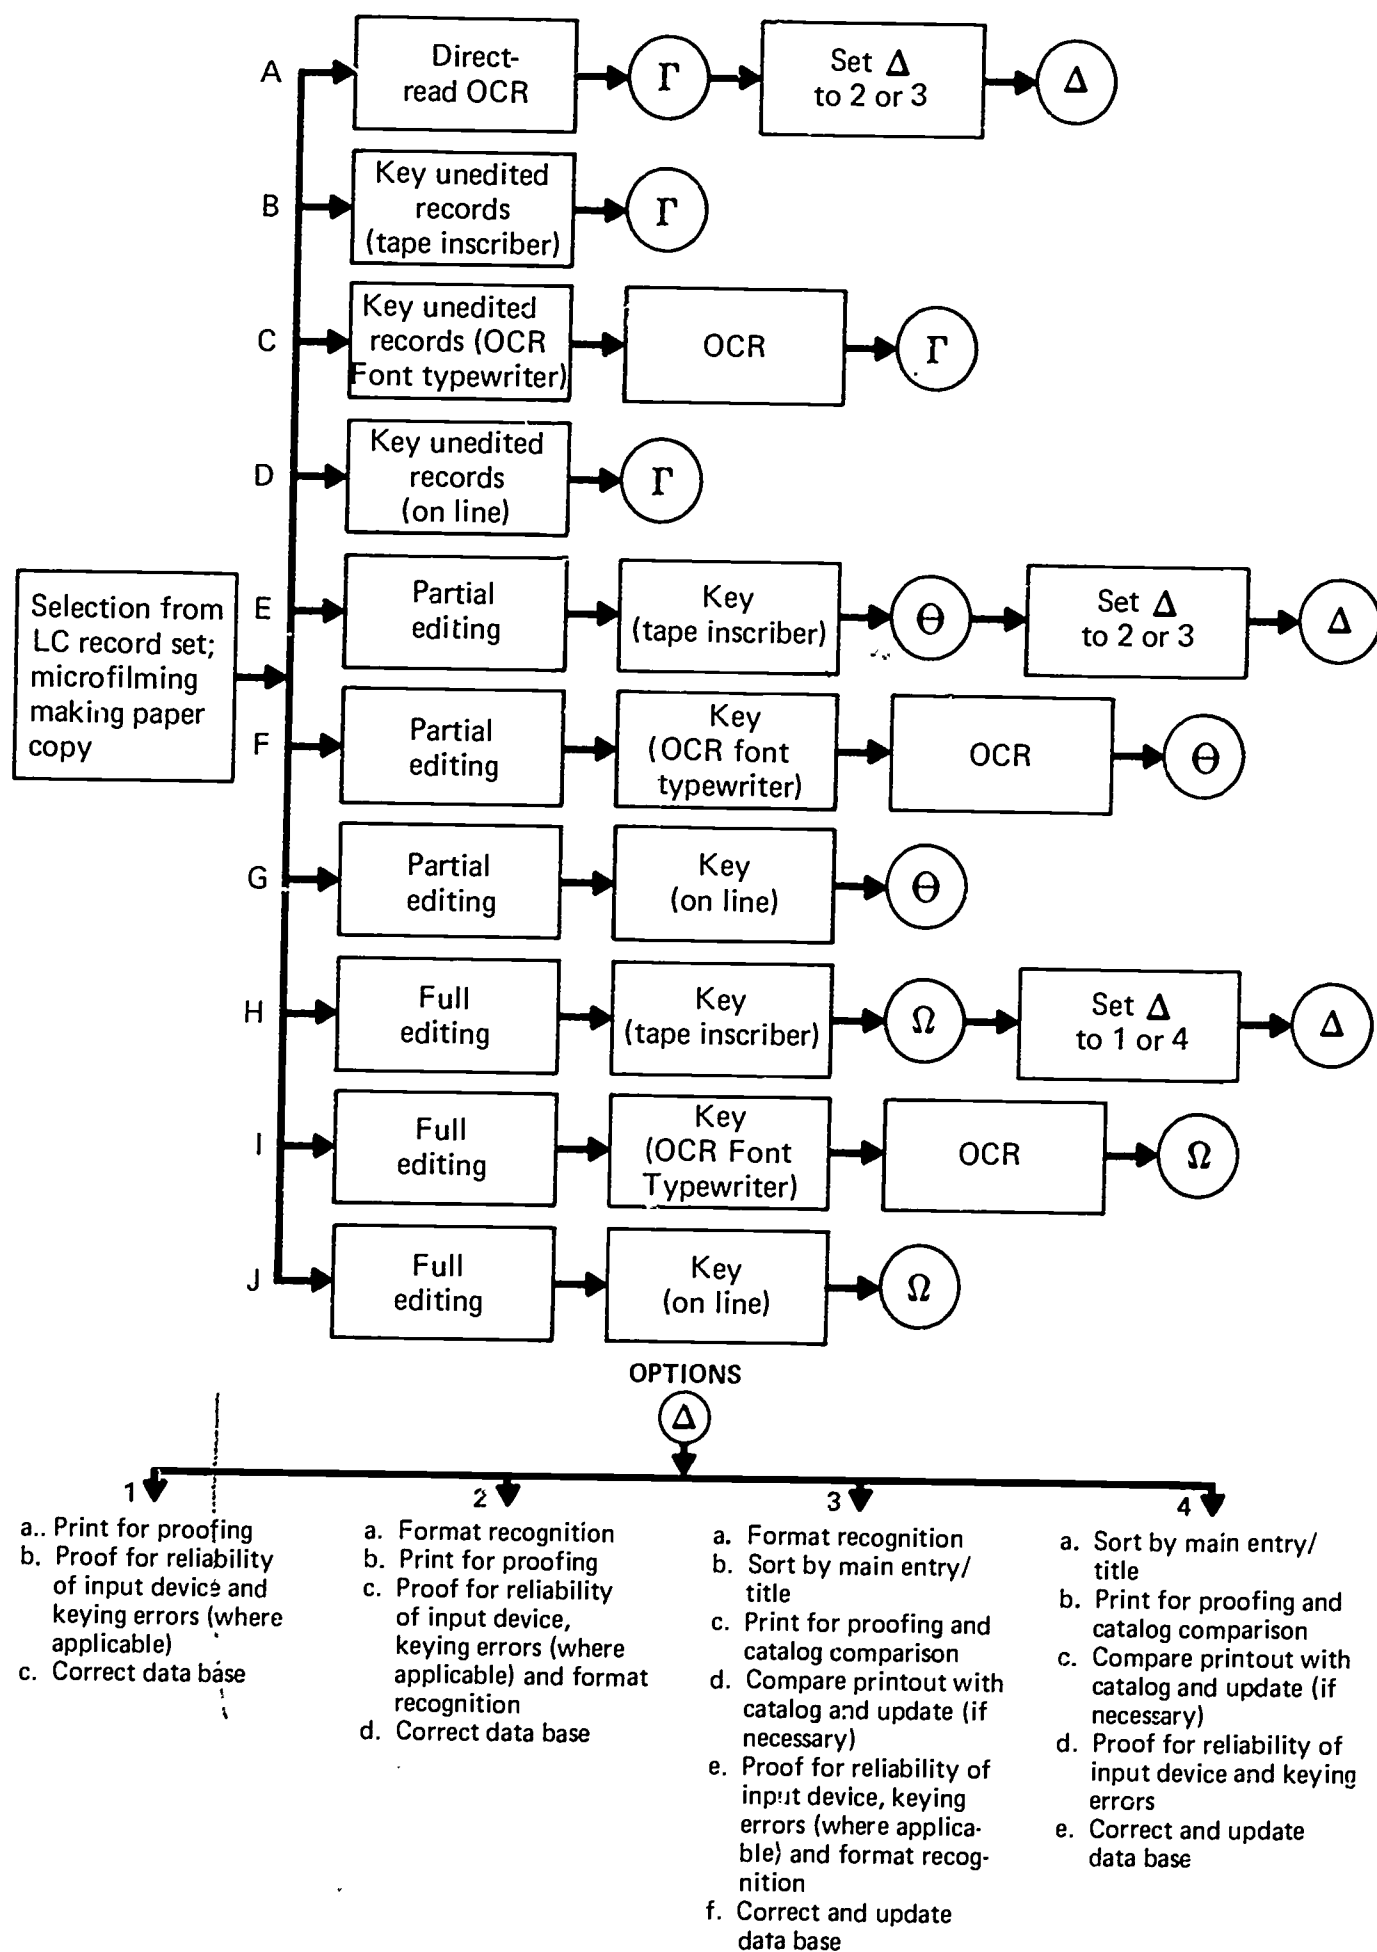 A
Direct-
read OCR
Γ
Set Δ
to 2 or 3
Δ
B
Key unedited
records
(tape inscriber)
Γ
C
Key unedited
records (OCR
Font typewriter)
OCR
Γ
D
Key unedited
records
(on line)
Γ
Selection from
LC record set;
microfilming
making paper
copy
E
Partial
editing
Key
(tape inscriber)
Θ
Set Δ
to 2 or 3
Δ
F
Partial
editing
Key
(OCR font
typewriter)
OCR
Θ
G
Partial
editing
Key
(on line)
Θ
H
Full
editing
Key
(tape inscriber)
Ω
Set Δ
to 1 or 4
Δ
I
Full
editing
Key
(OCR Font
Typewriter)
OCR
Ω
J
Full
editing
Key
(on line)
Ω
OPTIONS
Δ
1
a.. Print for proofing
b. Proof for reliability
of input device and
keying errors (where
applicable)
c. Correct data base
2
a. Format recognition
b. Print for proofing
c. Proof for reliability
of input device,
keying errors (where
applicable) and format
recognition
d. Correct data base
3
a. Format recognition
b. Sort by main entry/
title
c. Print for proofing and
catalog comparison
d. Compare printout with
catalog and update (if
necessary)
e. Proof for reliability of
input device, keying
errors (where applica-
ble) and format recog-
nition
f. Correct and update
data base
4
a. Sort by main entry/
title
b. Print for proofing and
catalog comparison
c. Compare printout with
catalog and update (if
necessary)
d. Proof for reliability of
input device and keying
errors
e. Correct and update
data base